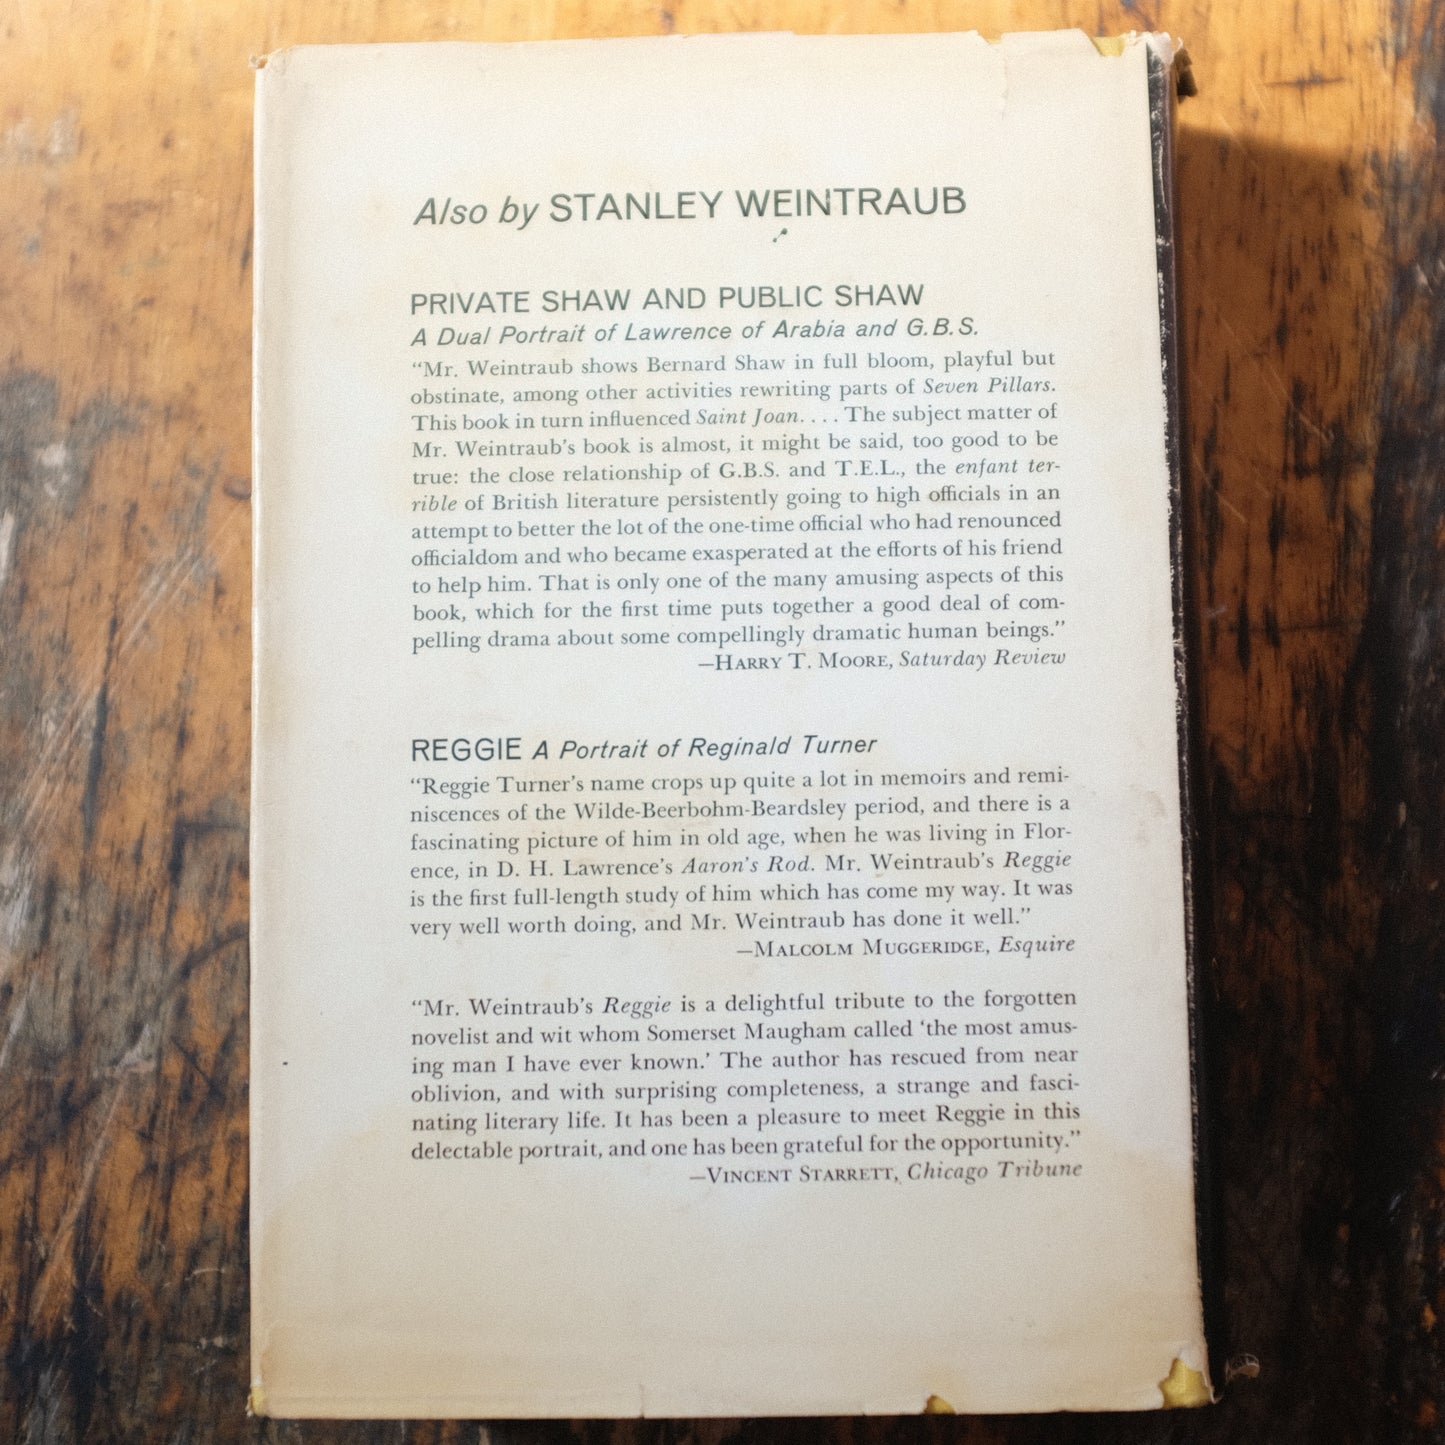 Also by STANLEY WEINTRAUB
PRIVATE SHAW AND PUBLIC SHAW
A Dual Portrait of Lawrence of Arabia and G.B.S.
“Mr. Weintraub shows Bernard Shaw in full bloom, playful but
obstinate, among other activities rewriting parts of Seven Pillars.
This book in turn influenced Saint Joan. . . . The subject matter of
Mr. Weintraub’s book is almost, it might be said, too good to be
true: the close relationship of G.B.S. and T.E.L., the enfant ter-
rible of British literature persistently going to high officials in an
attempt to better the lot of the one-time official who had renounced
officialdom and who became exasperated at the efforts of his friend
to help him. That is only one of the many amusing aspects of this
book, which for the first time puts together a good deal of com-
pelling drama about some compellingly dramatic human beings.”
—HARRY T. MOORE, Saturday Review
REGGIE A Portrait of Reginald Turner
“Reggie Turner’s name crops up quite a lot in memoirs and remi-
niscences of the Wilde-Beerbohm-Beardsley period, and there is a
fascinating picture of him in old age, when he was living in Flor-
ence, in D. H. Lawrence’s Aaron’s Rod. Mr. Weintraub’s Reggie
is the first full-length study of him which has come my way. It was
very well worth doing, and Mr. Weintraub has done it well.”
—MALCOLM MUGGERIDGE, Esquire
“Mr. Weintraub’s Reggie is a delightful tribute to the forgotten
novelist and wit whom Somerset Maugham called ‘the most amus-
ing man I have ever known.’ The author has rescued from near
oblivion, and with surprising completeness, a strange and fasci-
nating literary life. It has been a pleasure to meet Reggie in this
delectable portrait, and one has been grateful for the opportunity.”
—VINCENT STARRETT, Chicago Tribune